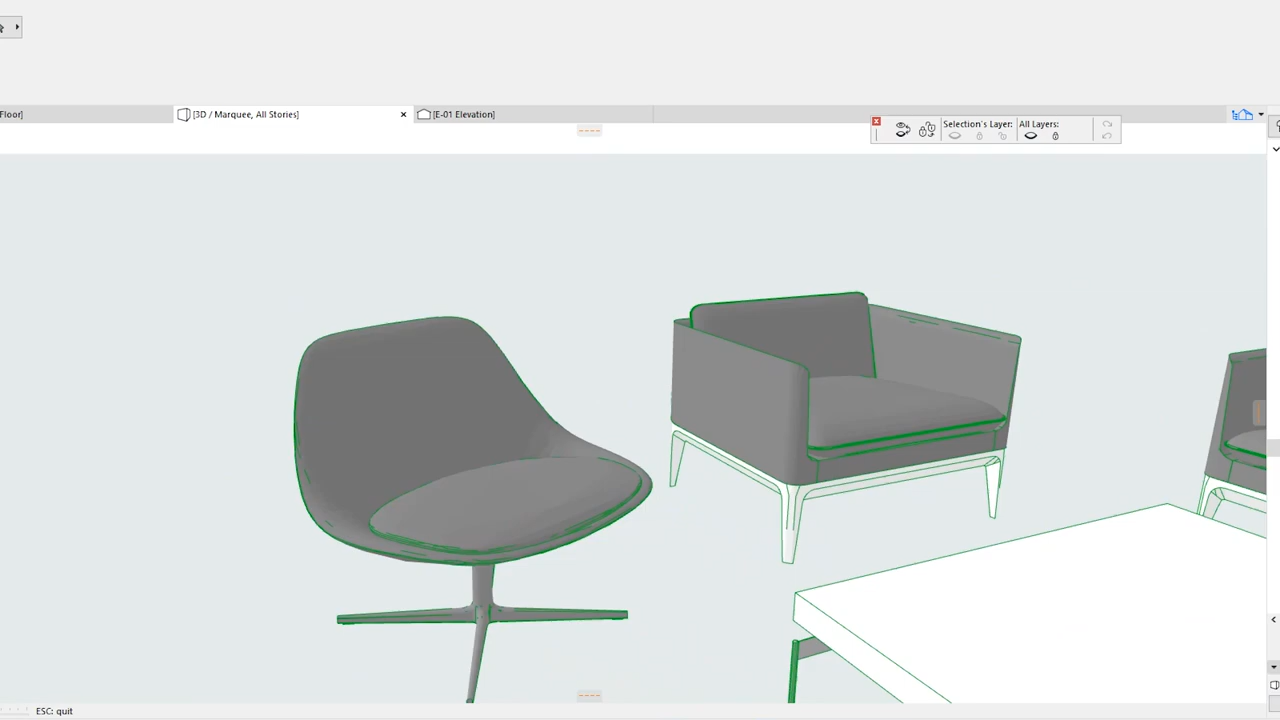 Floor]
[3D / Marquee, All Stories]
[E-01 Elevation]
Selection's Layer:
All Layers:
ESC: quit